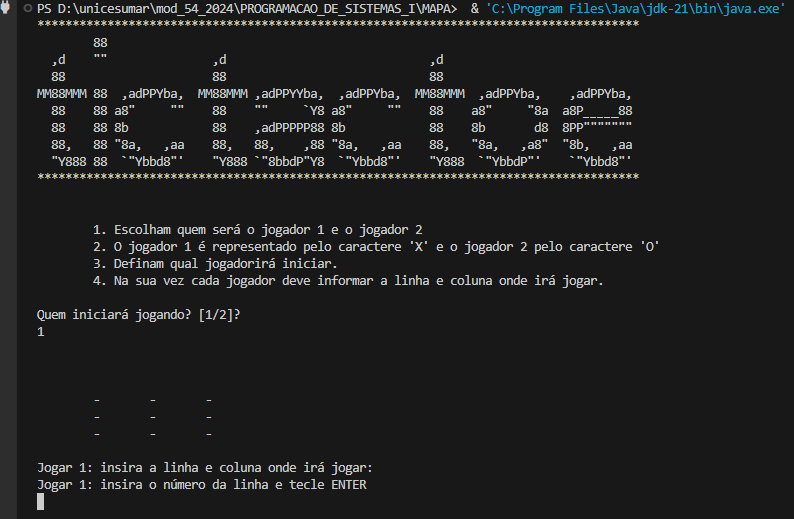 PS D:\unicesumar\mod_54_2024\PROGRAMACAO_DE_SISTEMAS_I\MAPA>  & 'C:\Program Files\Java\jdk-21\bin\java.exe'
**************************************************************************************
        88
  ,d    ""               ,d                             ,d
  88                     88                             88
MM88MMM 88  ,adPPYba,  MM88MMM ,adPPYYba,  ,adPPYba,  MM88MMM  ,adPPYba,   ,adPPYba,
  88    88 a8"     ""    88    ""     `Y8 a8"     ""    88    a8"     "8a  a8P_____88
  88    88 8b            88    ,adPPPPP88 8b            88    8b       d8  8PP"""""""
  88,   88 "8a,   ,aa    88,   88,    ,88 "8a,   ,aa    88,   "8a,   ,a8"  "8b,   ,aa
  "Y888 88  `"Ybbd8"'    "Y888 `"8bbdP"Y8  `"Ybbd8"'    "Y888  `"YbbdP"'    `"Ybbd8"'
**************************************************************************************
1. Escolham quem será o jogador 1 e o jogador 2
2. O jogador 1 é representado pelo caractere 'X' e o jogador 2 pelo caractere 'O'
3. Definam qual jogadorirá iniciar.
4. Na sua vez cada jogador deve informar a linha e coluna onde irá jogar.
Quem iniciará jogando? [1/2]?
1
-       -       -
-       -       -
-       -       -
Jogar 1: insira a linha e coluna onde irá jogar:
Jogar 1: insira o número da linha e tecle ENTER